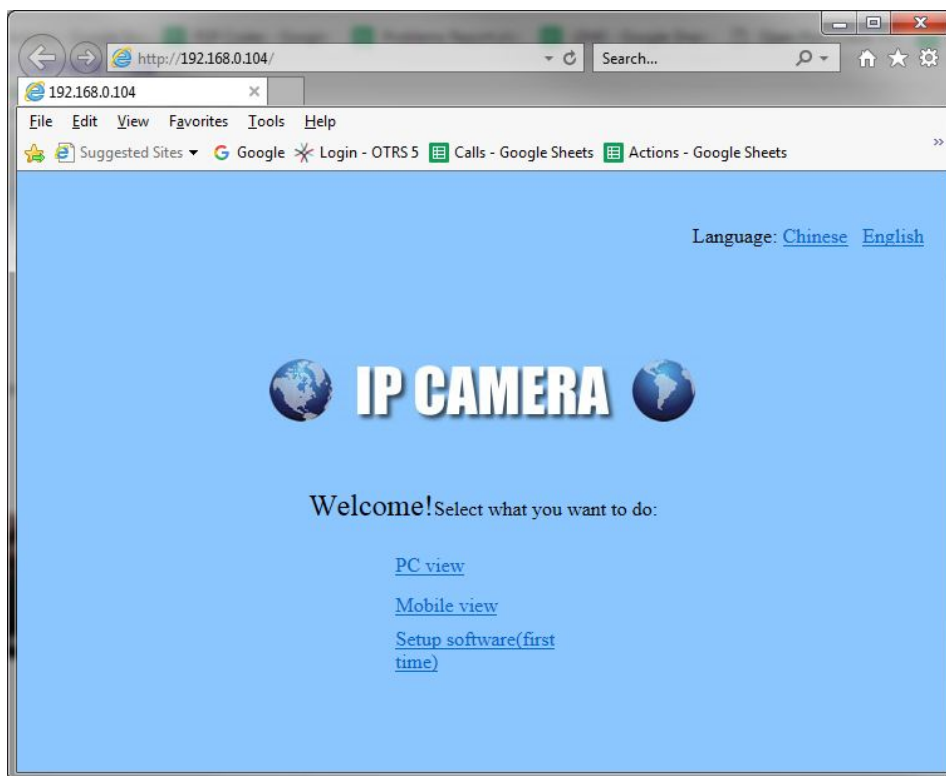 http://192.168.0.104/
Search...
192.168.0.104
File Edit View Favorites Tools Help
Suggested Sites Google Login - OTRS 5 Calls - Google Sheets Actions - Google Sheets
Language: Chinese English
IP CAMERA
Welcome!Select what you want to do:
PC view
Mobile view
Setup software(first
time)